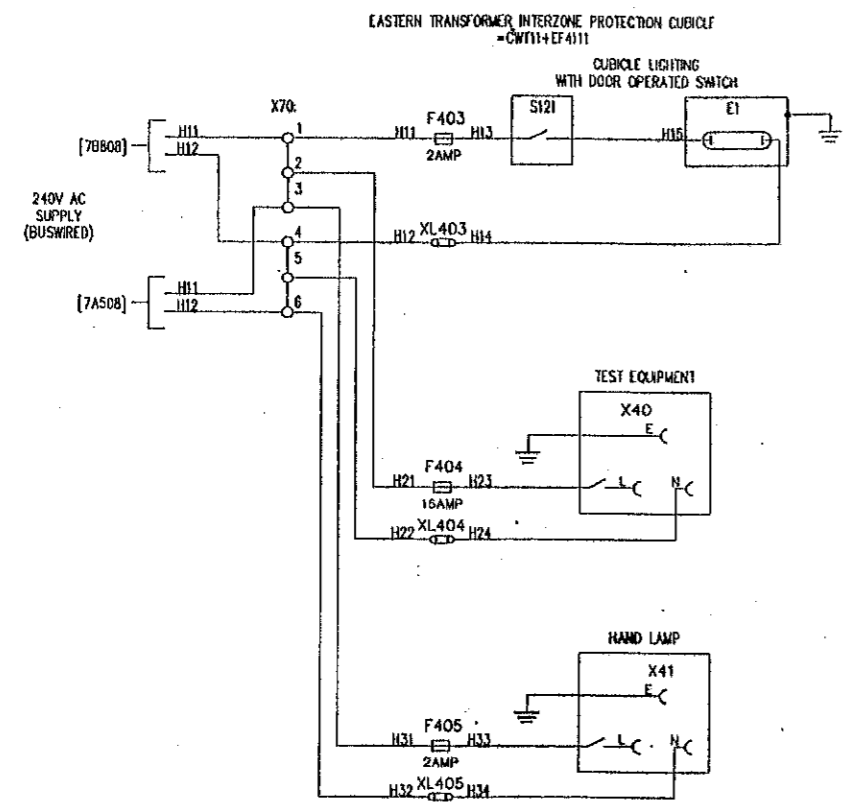 EASTERN TRANSFORMER INTERZONE PROTECTION CUBICLE
=CWT11+EF4111
CUBICLE LIGHTING
WITH DOOR OPERATED SWITCH
X70:
F403
S121
E1
[7B808]
H11
1
H11
H13
H15
H12
2AMP
2
3
240V AC
SUPPLY
(BUSWIRED)
4
H12
XL403
H14
5
[7A508]
H11
H12
6
TEST EQUIPMENT
X40
E
F404
H21
H23
L
N
16AMP
H22
XL404
H24
HAND LAMP
X41
E
F405
H31
H33
L
N
2AMP
H32
XL405
H34